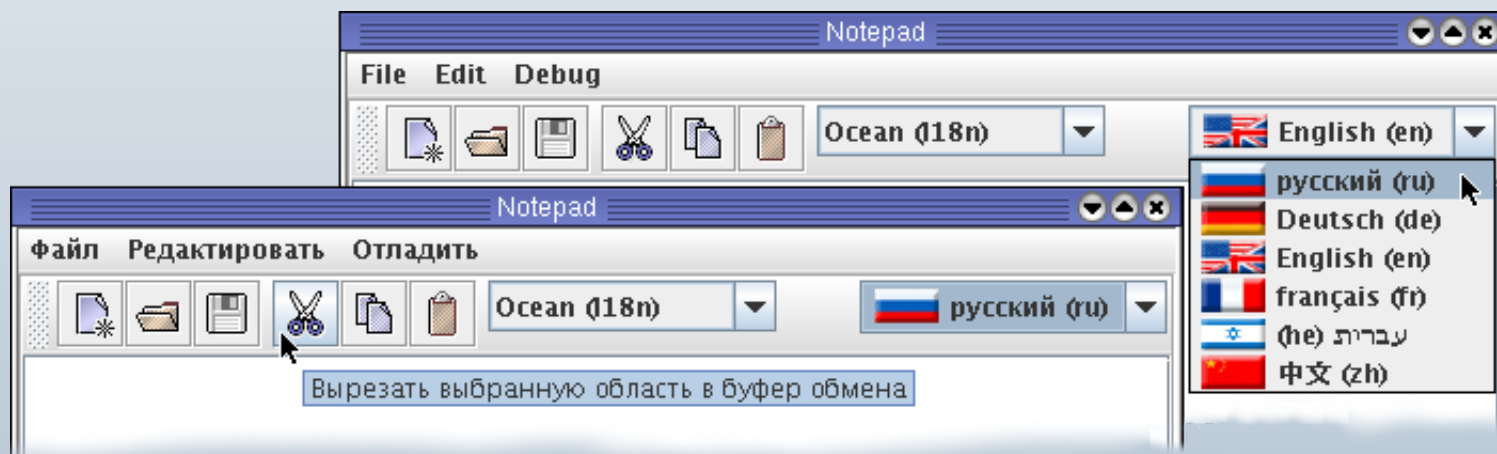 Notepad
File Edit Debug
Ocean (I18n) English (en)
русский (ru)
Deutsch (de)
English (en)
français (fr)
עברית (he)
中文 (zh)
Notepad
Файл Редактировать Отладить
Ocean (I18n) русский (ru)
Вырезать выбранную область в буфер обмена